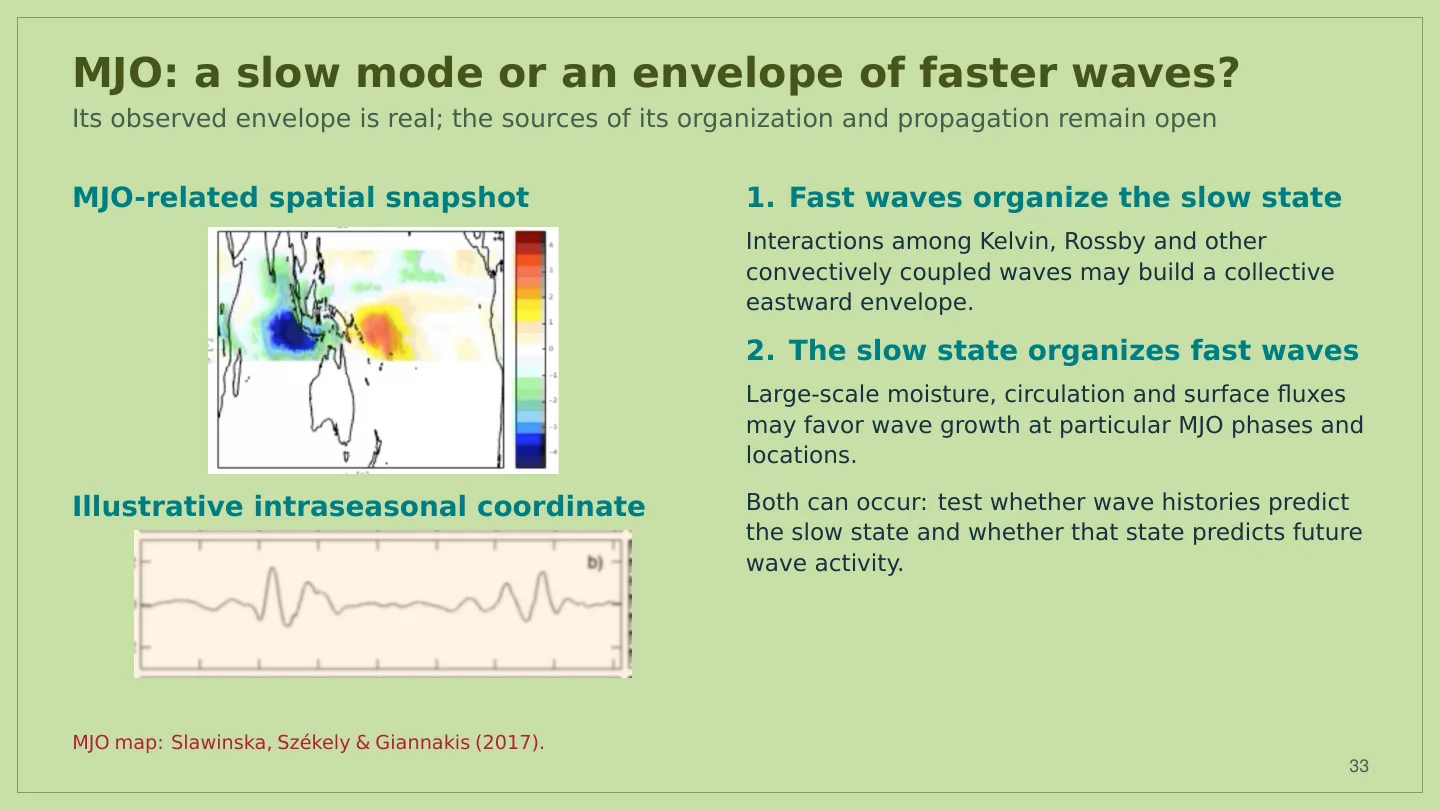 MJO: a slow mode or an envelope of faster waves?
Its observed envelope is real; the sources of its organization and propagation remain open
MJO-related spatial snapshot
Illustrative intraseasonal coordinate
b)
1. Fast waves organize the slow state
Interactions among Kelvin, Rossby and other
convectively coupled waves may build a collective
eastward envelope.
2. The slow state organizes fast waves
Large-scale moisture, circulation and surface fluxes
may favor wave growth at particular MJO phases and
locations.
Both can occur: test whether wave histories predict
the slow state and whether that state predicts future
wave activity.
MJO map: Slawinska, Székely & Giannakis (2017).
33